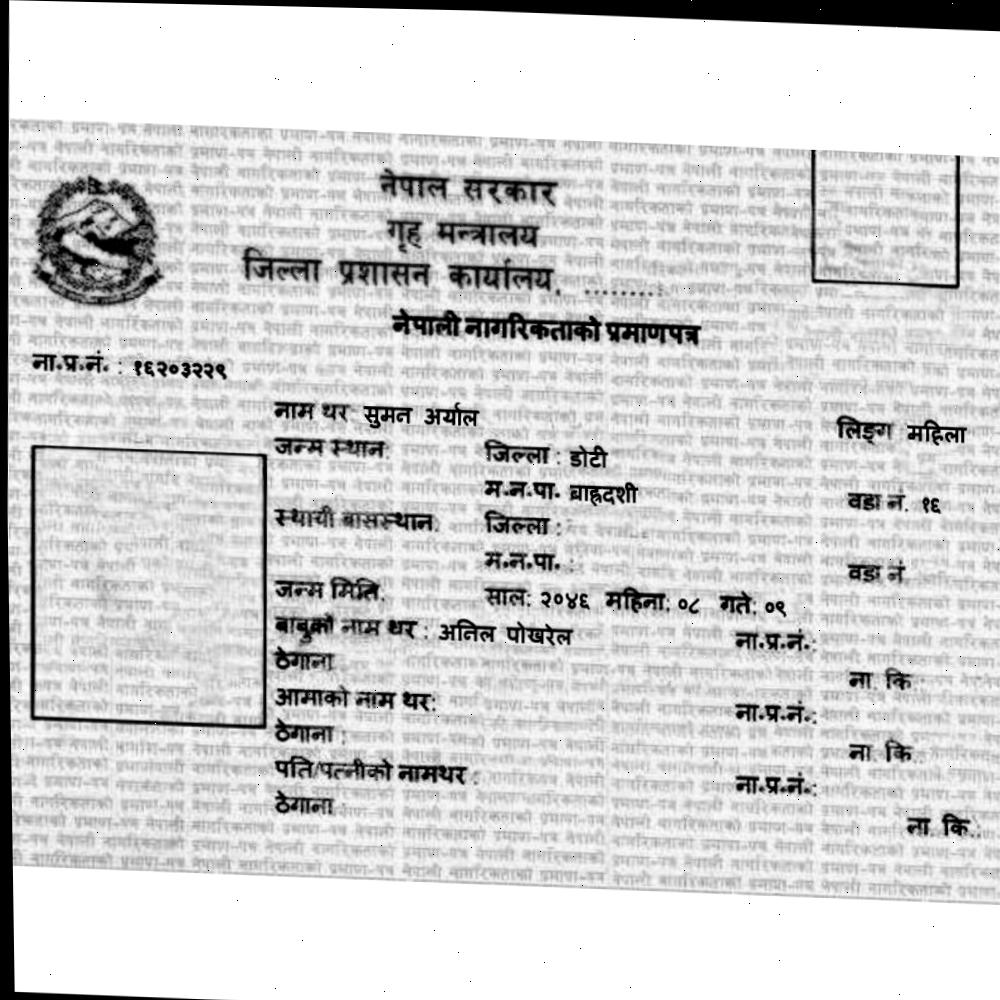 नेपाल सरकार
गृह मन्त्रालय
जिल्ला प्रशासन कार्यालय, ..........
नेपाली नागरिकताको प्रमाणपत्र
ना.प्र.नं. : १६२०३२२९
नाम थर: सुमन अर्याल लिङ्ग महिला
जन्म स्थान: जिल्ला : डोटी
म.न.पा. ब्राह्रदशी वडा नं. १६
स्थायी बासस्थान: जिल्ला :
म.न.पा. : वडा नं
जन्म मिति: साल: २०४६ महिना: ०८ गते: ०९
बाबुको नाम थर : अनिल पोखरेल ना.प्र.नं.:
ठेगाना ना. कि.
आमाको नाम थर: ना.प्र.नं.:
ठेगाना : ना. कि.
पति/पत्नीको नामथर : ना.प्र.नं.:
ठेगाना ना. कि.: